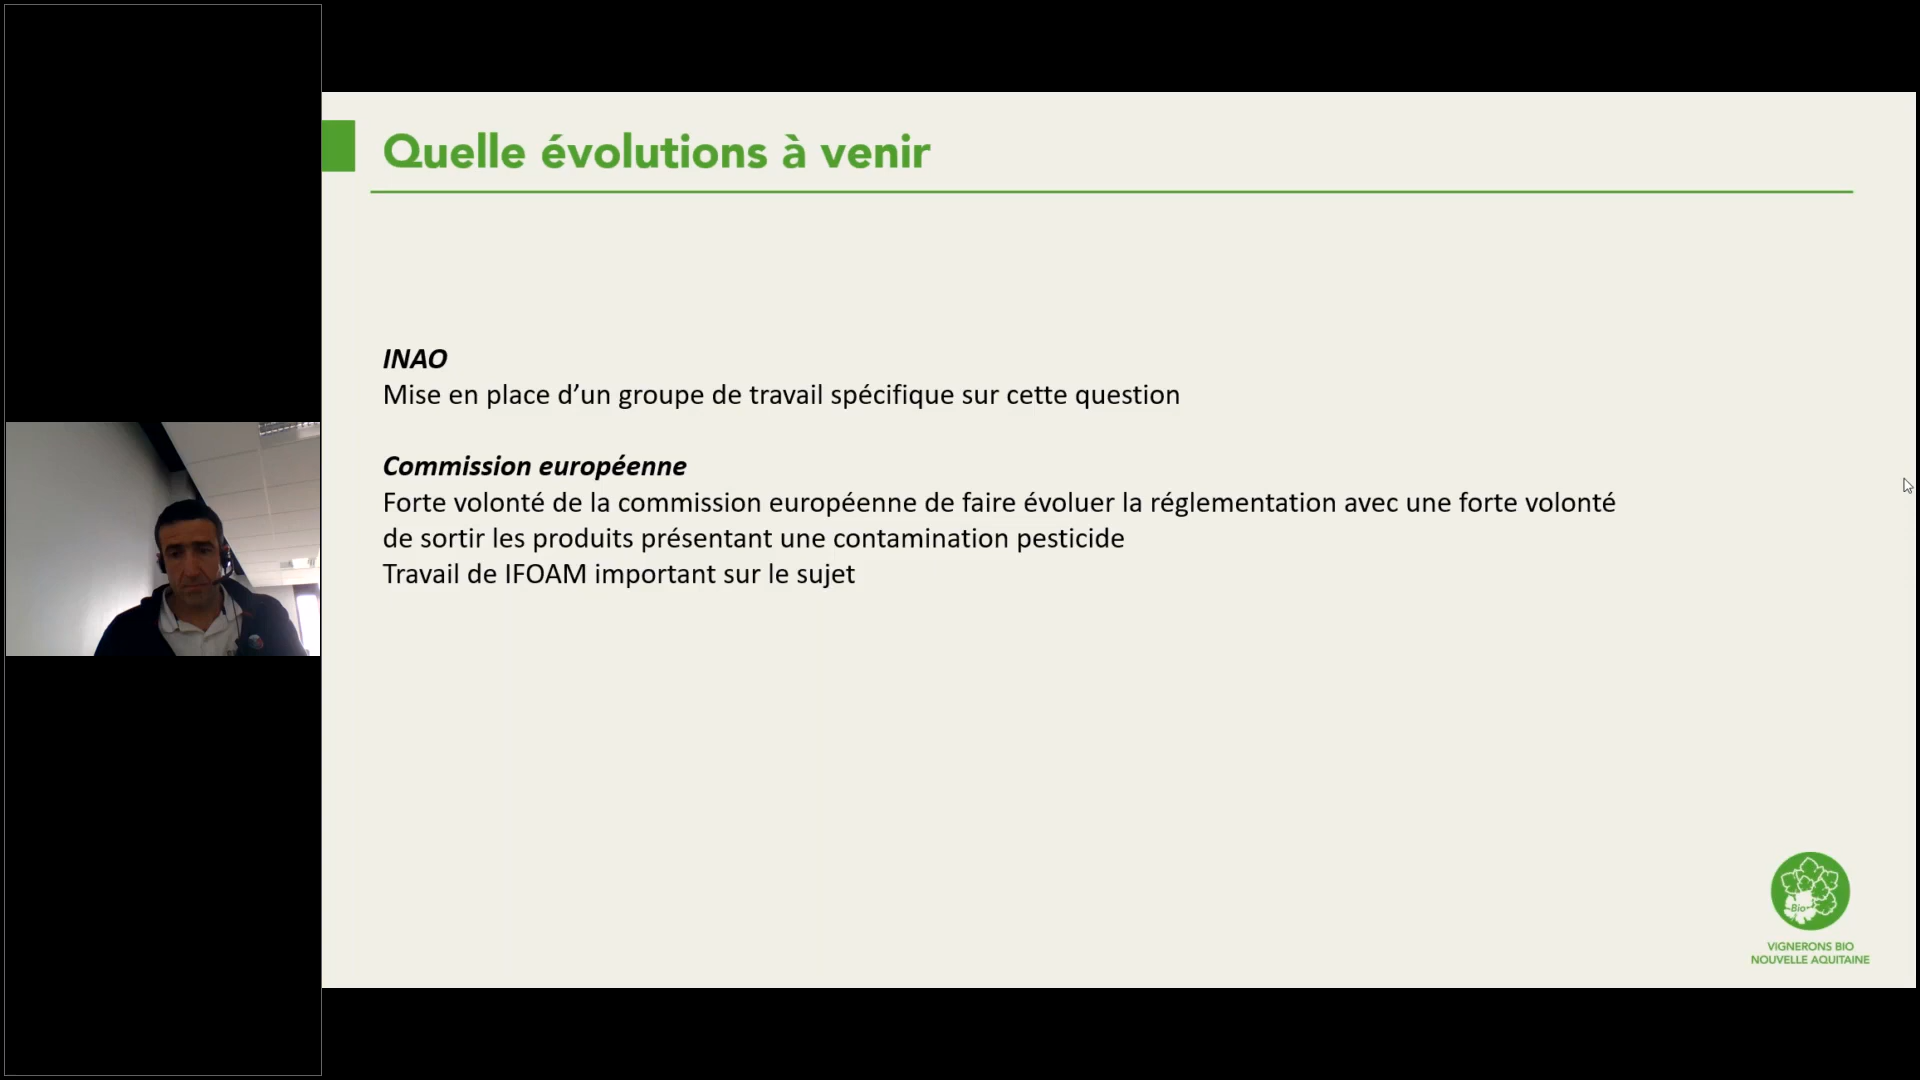 Quelle évolutions à venir
INAO
Mise en place d’un groupe de travail spécifique sur cette question
Commission européenne
Forte volonté de la commission européenne de faire évoluer la réglementation avec une forte volonté
de sortir les produits présentant une contamination pesticide
Travail de IFOAM important sur le sujet
Bio
VIGNERONS BIO
NOUVELLE AQUITAINE